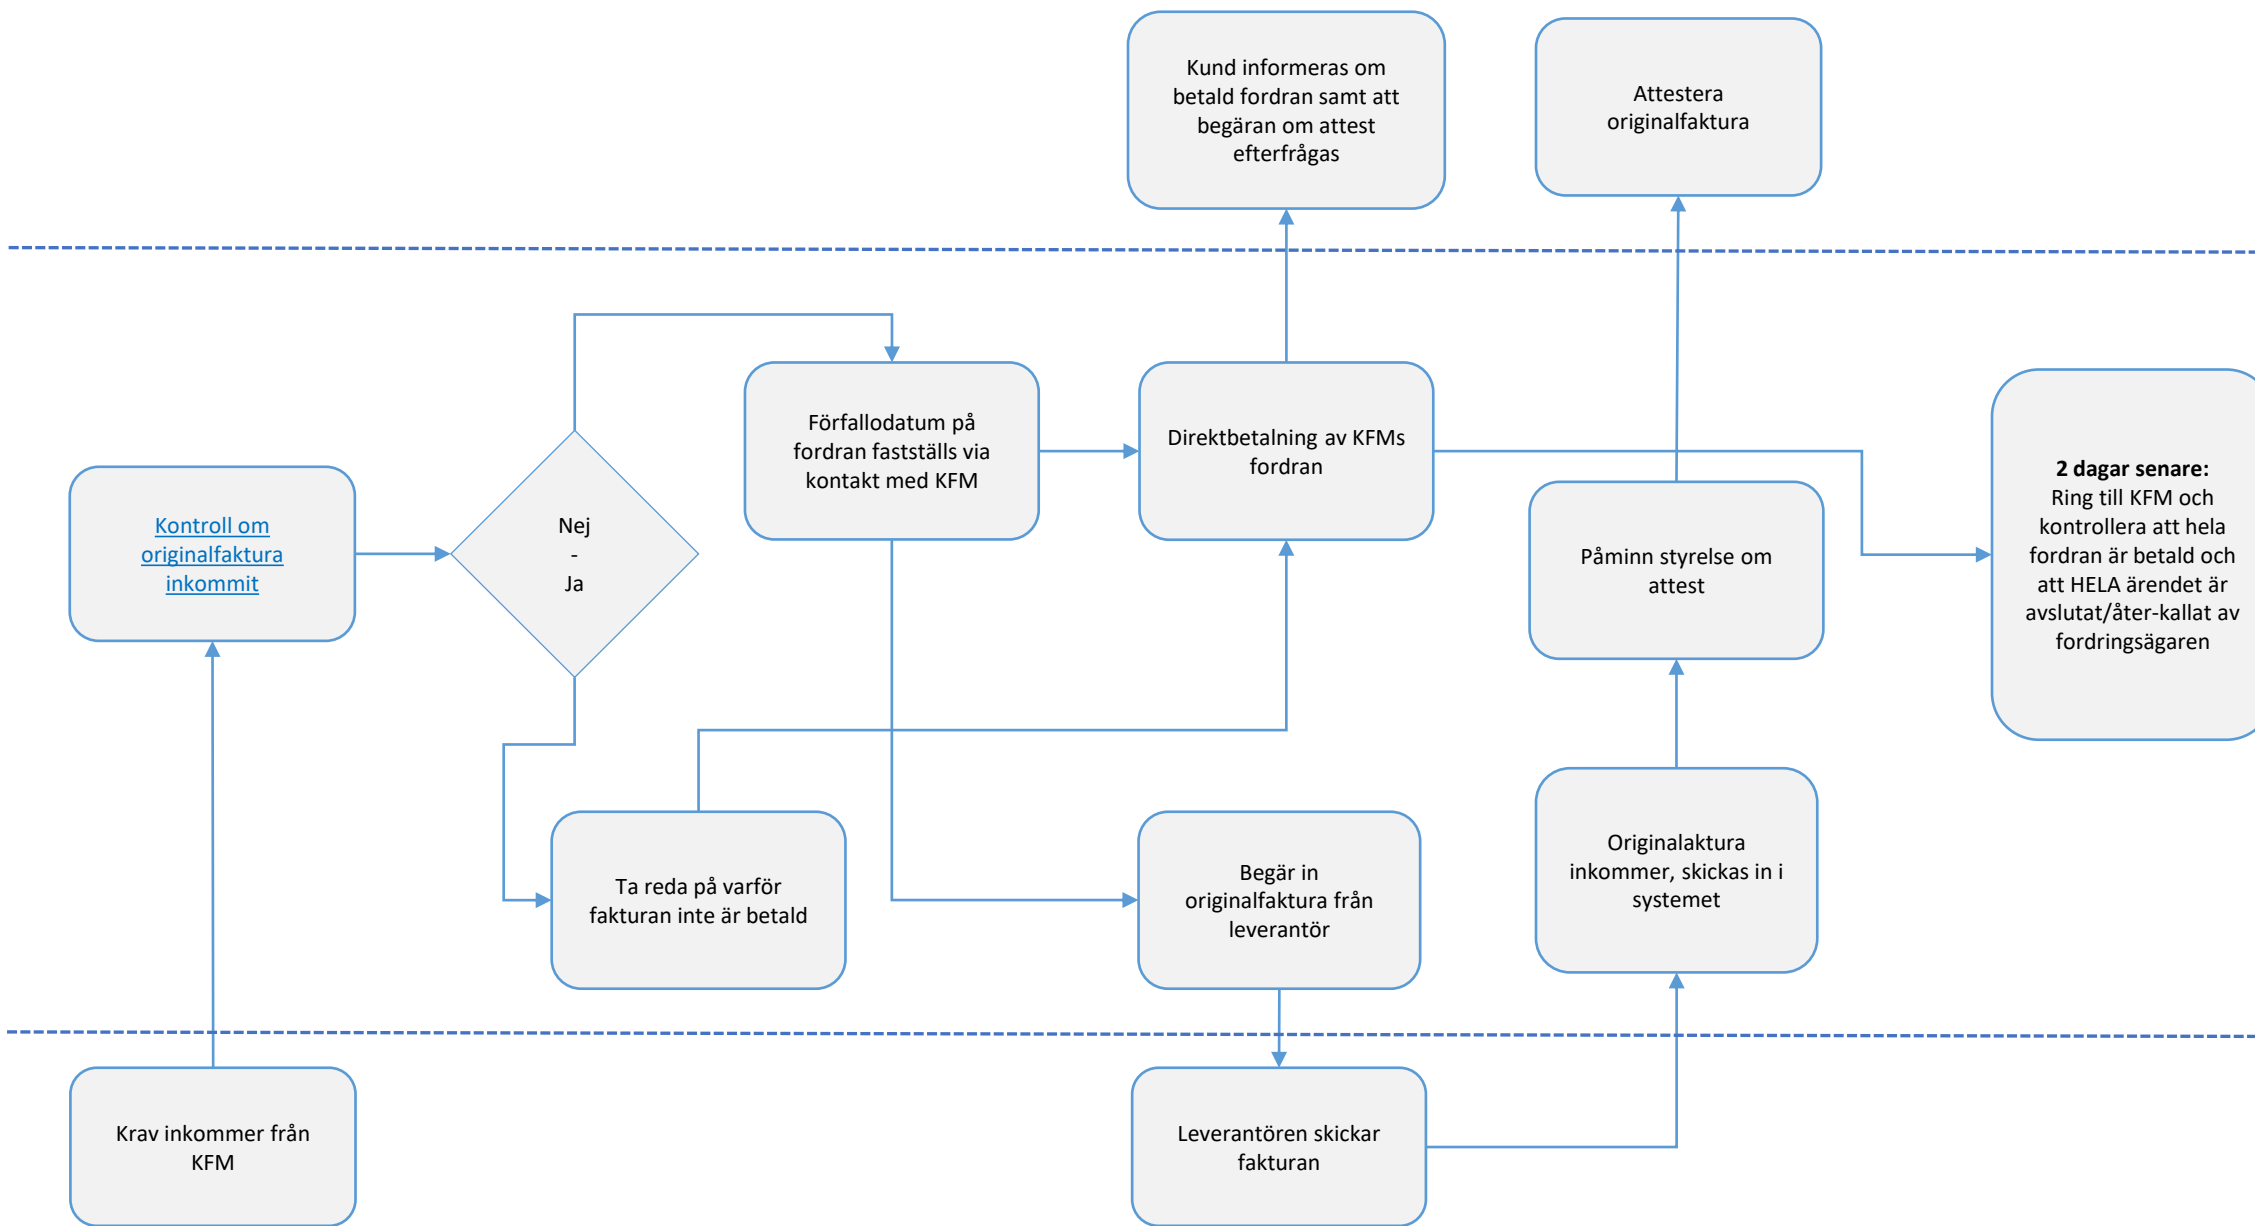 Kund informeras om
betald fordran samt att
begäran om attest
efterfrågas
Attestera
originalfaktura
Förfallodatum på
fordran fastställs via
kontakt med KFM
Direktbetalning av KFMs
fordran
2 dagar senare:
Ring till KFM och
kontrollera att hela
fordran är betald och
att HELA ärendet är
avslutat/åter-kallat av
fordringsägaren
Kontroll om
originalfaktura
inkommit
Nej
-
Ja
Påminn styrelse om
attest
Ta reda på varför
fakturan inte är betald
Begär in
originalfaktura från
leverantör
Originalaktura
inkommer, skickas in i
systemet
Krav inkommer från
KFM
Leverantören skickar
fakturan